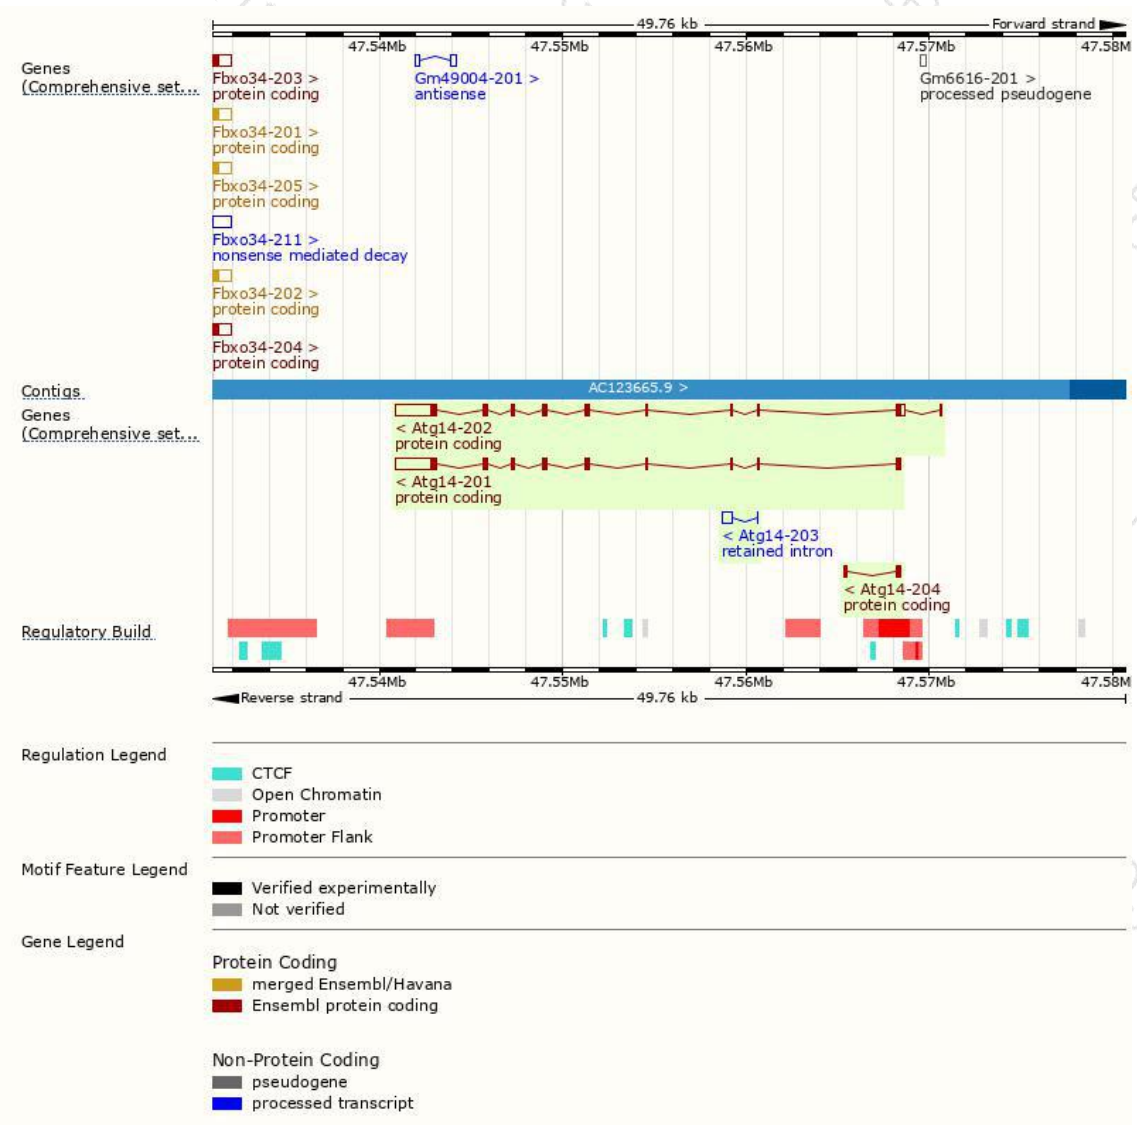 49.76 kb Forward strand
47.54Mb 47.55Mb 47.56Mb 47.57Mb 47.58M
Genes
(Comprehensive set...
Fbxo34-203 >
protein coding
Gm49004-201 >
antisense
Gm6616-201 >
processed pseudogene
Fbxo34-201 >
protein coding
Fbxo34-205 >
protein coding
Fbxo34-211 >
nonsense mediated decay
Fbxo34-202 >
protein coding
Fbxo34-204 >
protein coding
Contigs
AC123665.9 >
Genes
(Comprehensive set...
< Atg14-202
protein coding
< Atg14-201
protein coding
< Atg14-203
retained intron
< Atg14-204
protein coding
Regulatory Build
47.54Mb 47.55Mb 47.56Mb 47.57Mb 47.58M
Reverse strand 49.76 kb
Regulation Legend
CTCF
Open Chromatin
Promoter
Promoter Flank
Motif Feature Legend
Verified experimentally
Not verified
Gene Legend
Protein Coding
merged Ensembl/Havana
Ensembl protein coding
Non-Protein Coding
pseudogene
processed transcript